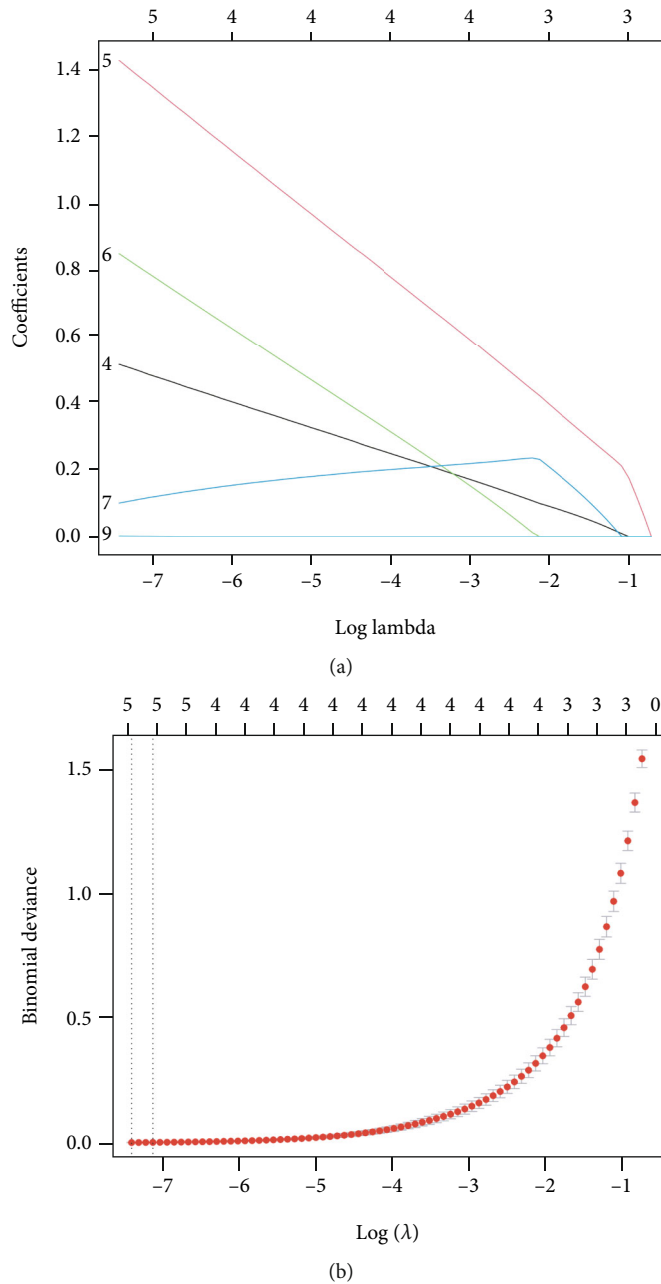 5 4 4 4 4 3 3
1.4
1.2
1.0
0.8
0.6
0.4
0.2
0.0
Coefficients
5
6
4
7
9
–7 –6 –5 –4 –3 –2 –1
Log lambda
(a)
5 5 5 4 4 4 4 4 4 4 4 4 4 4 4 3 3 3 0
1.5
1.0
0.5
0.0
Binomial deviance
–7 –6 –5 –4 –3 –2 –1
Log (λ)
(b)